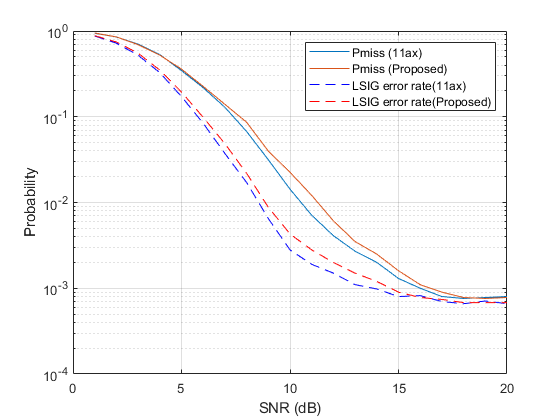 10^0
10^-1
10^-2
10^-3
10^-4
Probability
Pmiss (11ax)
Pmiss (Proposed)
LSIG error rate(11ax)
LSIG error rate(Proposed)
0 5 10 15 20
SNR (dB)